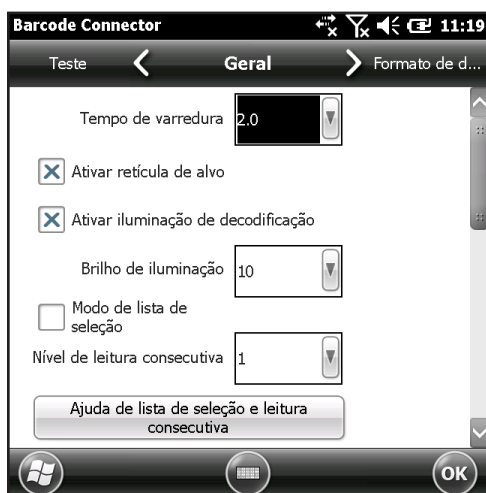 Barcode Connector 11:19
Teste Geral Formato de d...
Tempo de varredura 2.0
Ativar retícula de alvo
Ativar iluminação de decodificação
Brilho de iluminação 10
Modo de lista de
seleção
Nível de leitura consecutiva 1
Ajuda de lista de seleção e leitura
consecutiva
OK